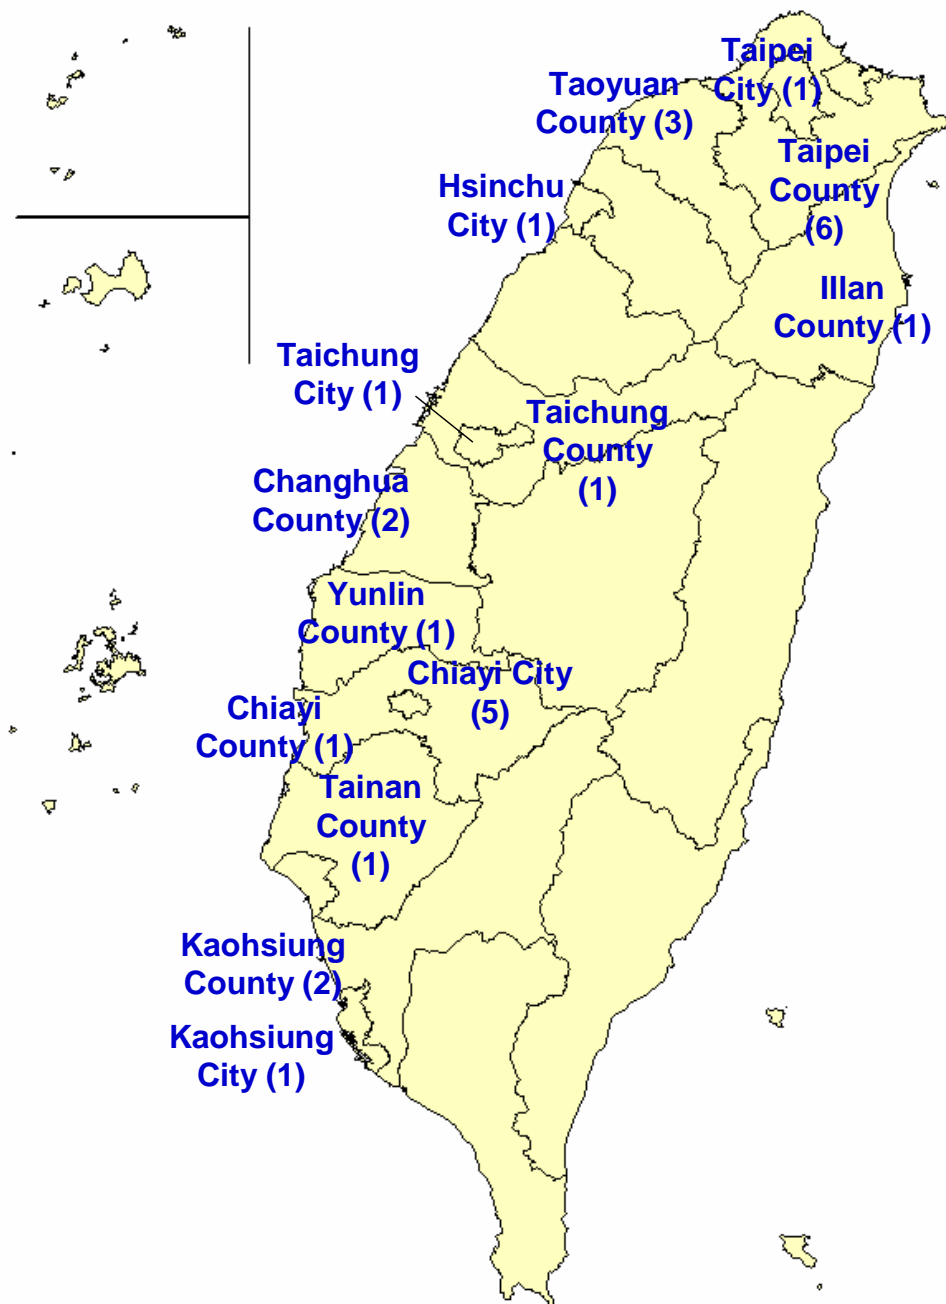 Taipei
City (1)
Taoyuan
County (3)
Taipei
County
(6)
Hsinchu
City (1)
Illan
County (1)
Taichung
City (1)
Taichung
County
(1)
Changhua
County (2)
Yunlin
County (1)
Chiayi City
(5)
Chiayi
County (1)
Tainan
County
(1)
Kaohsiung
County (2)
Kaohsiung
City (1)